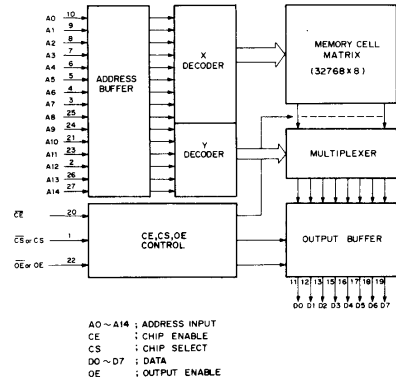 A0 10
A1 9
A2 8
A3 7
A4 6
A5 5
A6 4
A7 3
A8 25
A9 24
A10 21
A11 23
A12 2
A13 26
A14 27
ADDRESS
BUFFER
X
DECODER
Y
DECODER
MEMORY CELL
MATRIX
(32768×8)
MULTIPLEXER
CE 20
CS or CS 1
OE or OE 22
CE,CS,OE
CONTROL
OUTPUT BUFFER
11 12 13 15 16 17 18 19
D0 D1 D2 D3 D4 D5 D6 D7
A0~A14 ; ADDRESS INPUT
CE ; CHIP ENABLE
CS ; CHIP SELECT
D0~D7 ; DATA
OE ; OUTPUT ENABLE